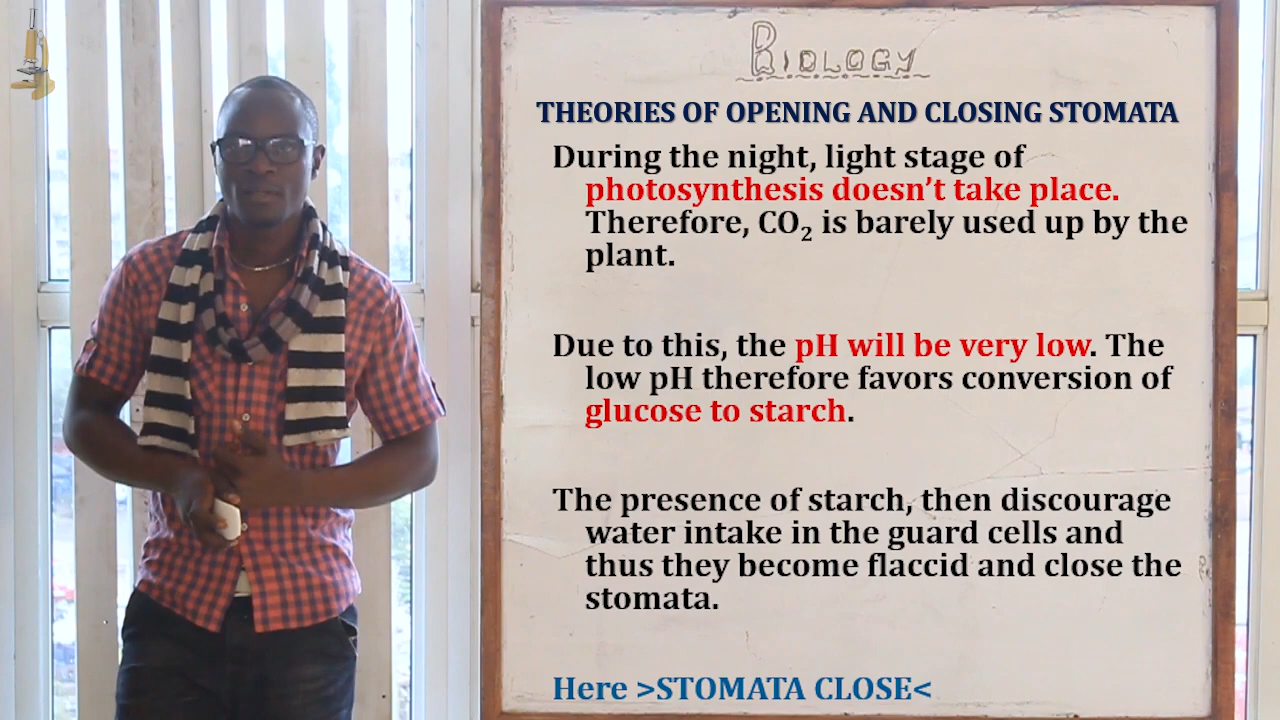 BIOLOGY
THEORIES OF OPENING AND CLOSING STOMATA
During the night, light stage of
photosynthesis doesn’t take place.
Therefore, CO₂ is barely used up by the
plant.
Due to this, the pH will be very low. The
low pH therefore favors conversion of
glucose to starch.
The presence of starch, then discourage
water intake in the guard cells and
thus they become flaccid and close the
stomata.
Here >STOMATA CLOSE<